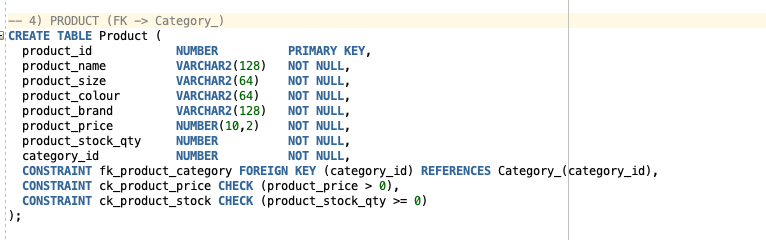 -- 4) PRODUCT (FK -> Category_)
CREATE TABLE Product (
product_id NUMBER PRIMARY KEY,
product_name VARCHAR2(128) NOT NULL,
product_size VARCHAR2(64) NOT NULL,
product_colour VARCHAR2(64) NOT NULL,
product_brand VARCHAR2(128) NOT NULL,
product_price NUMBER(10,2) NOT NULL,
product_stock_qty NUMBER NOT NULL,
category_id NUMBER NOT NULL,
CONSTRAINT fk_product_category FOREIGN KEY (category_id) REFERENCES Category_(category_id),
CONSTRAINT ck_product_price CHECK (product_price > 0),
CONSTRAINT ck_product_stock CHECK (product_stock_qty >= 0)
);